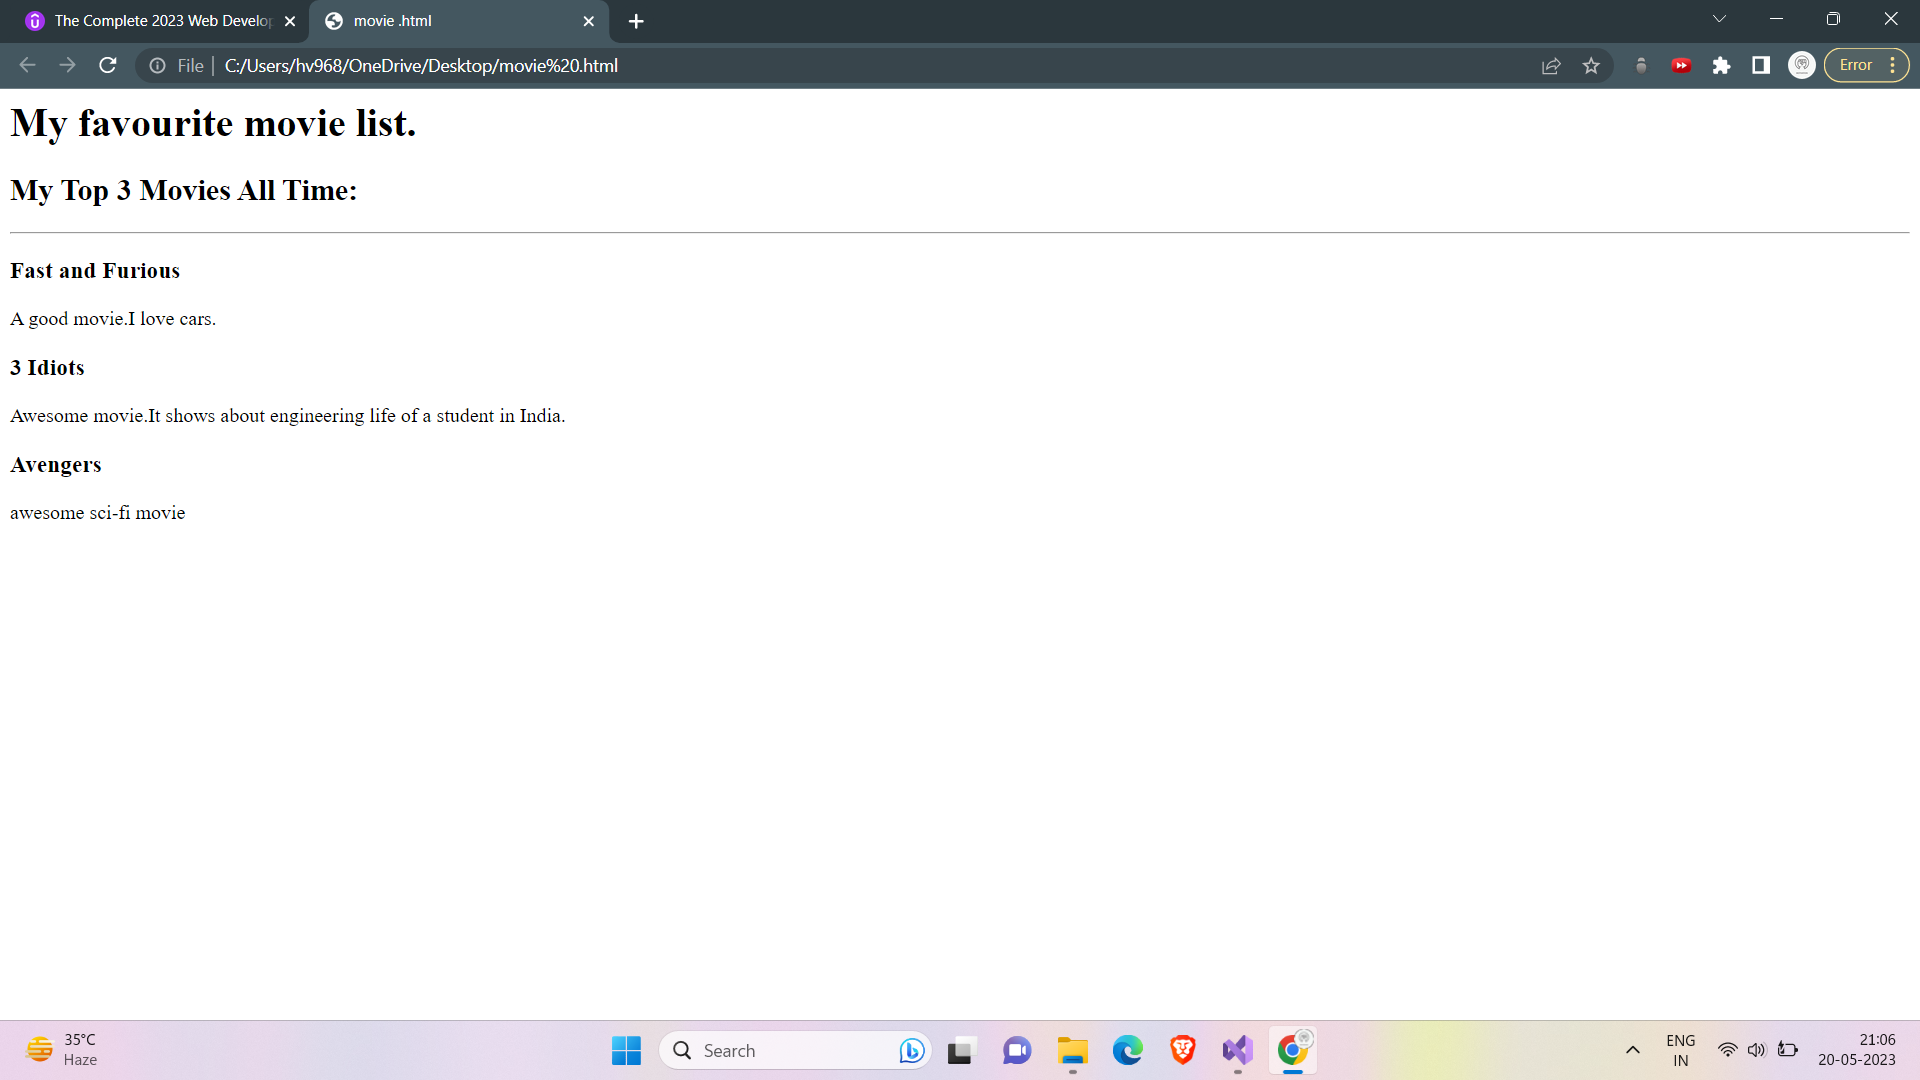 The Complete 2023 Web Develop
movie .html
File
C:/Users/hv968/OneDrive/Desktop/movie%20.html
Error
My favourite movie list.
My Top 3 Movies All Time:
Fast and Furious
A good movie.I love cars.
3 Idiots
Awesome movie.It shows about engineering life of a student in India.
Avengers
awesome sci-fi movie
35°C
Haze
Search
ENG
IN
21:06
20-05-2023